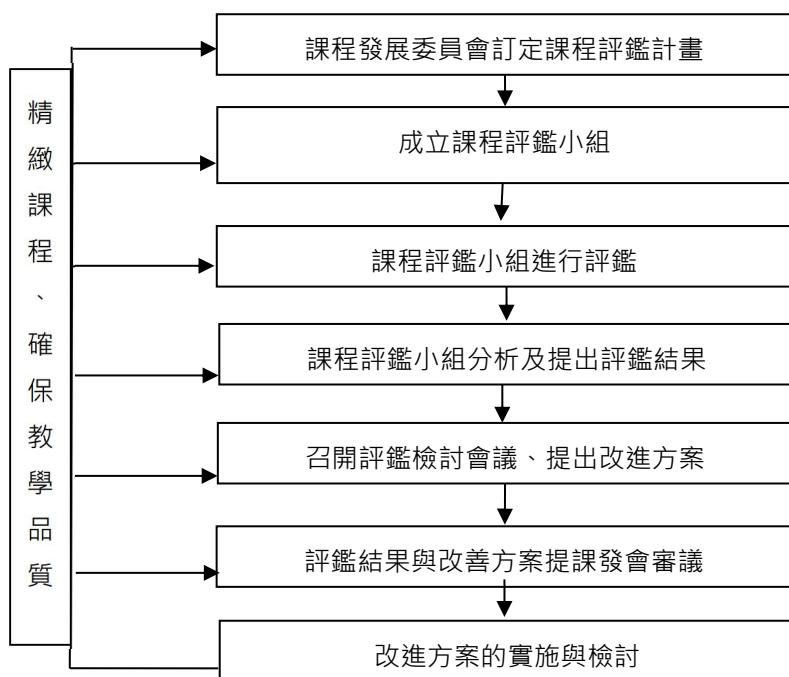 課程發展委員會訂定課程評鑑計畫
精緻課程、確保教學品質
成立課程評鑑小組
課程評鑑小組進行評鑑
課程評鑑小組分析及提出評鑑結果
召開評鑑檢討會議、提出改進方案
評鑑結果與改善方案提課發會審議
改進方案的實施與檢討